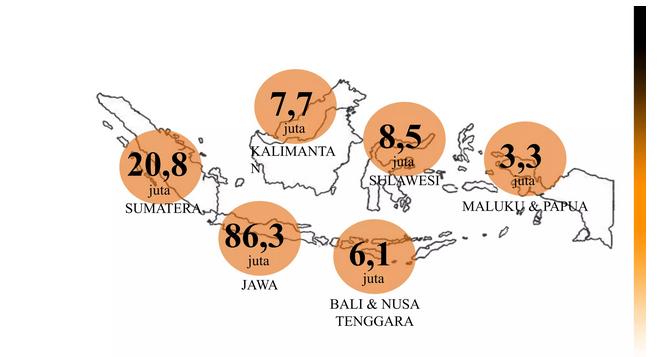 7,7
juta
KALIMANTA
N
8,5
juta
SULAWESI
3,3
juta
MALUKU & PAPUA
20,8
juta
SUMATERA
86,3
juta
JAWA
6,1
juta
BALI & NUSA
TENGGARA